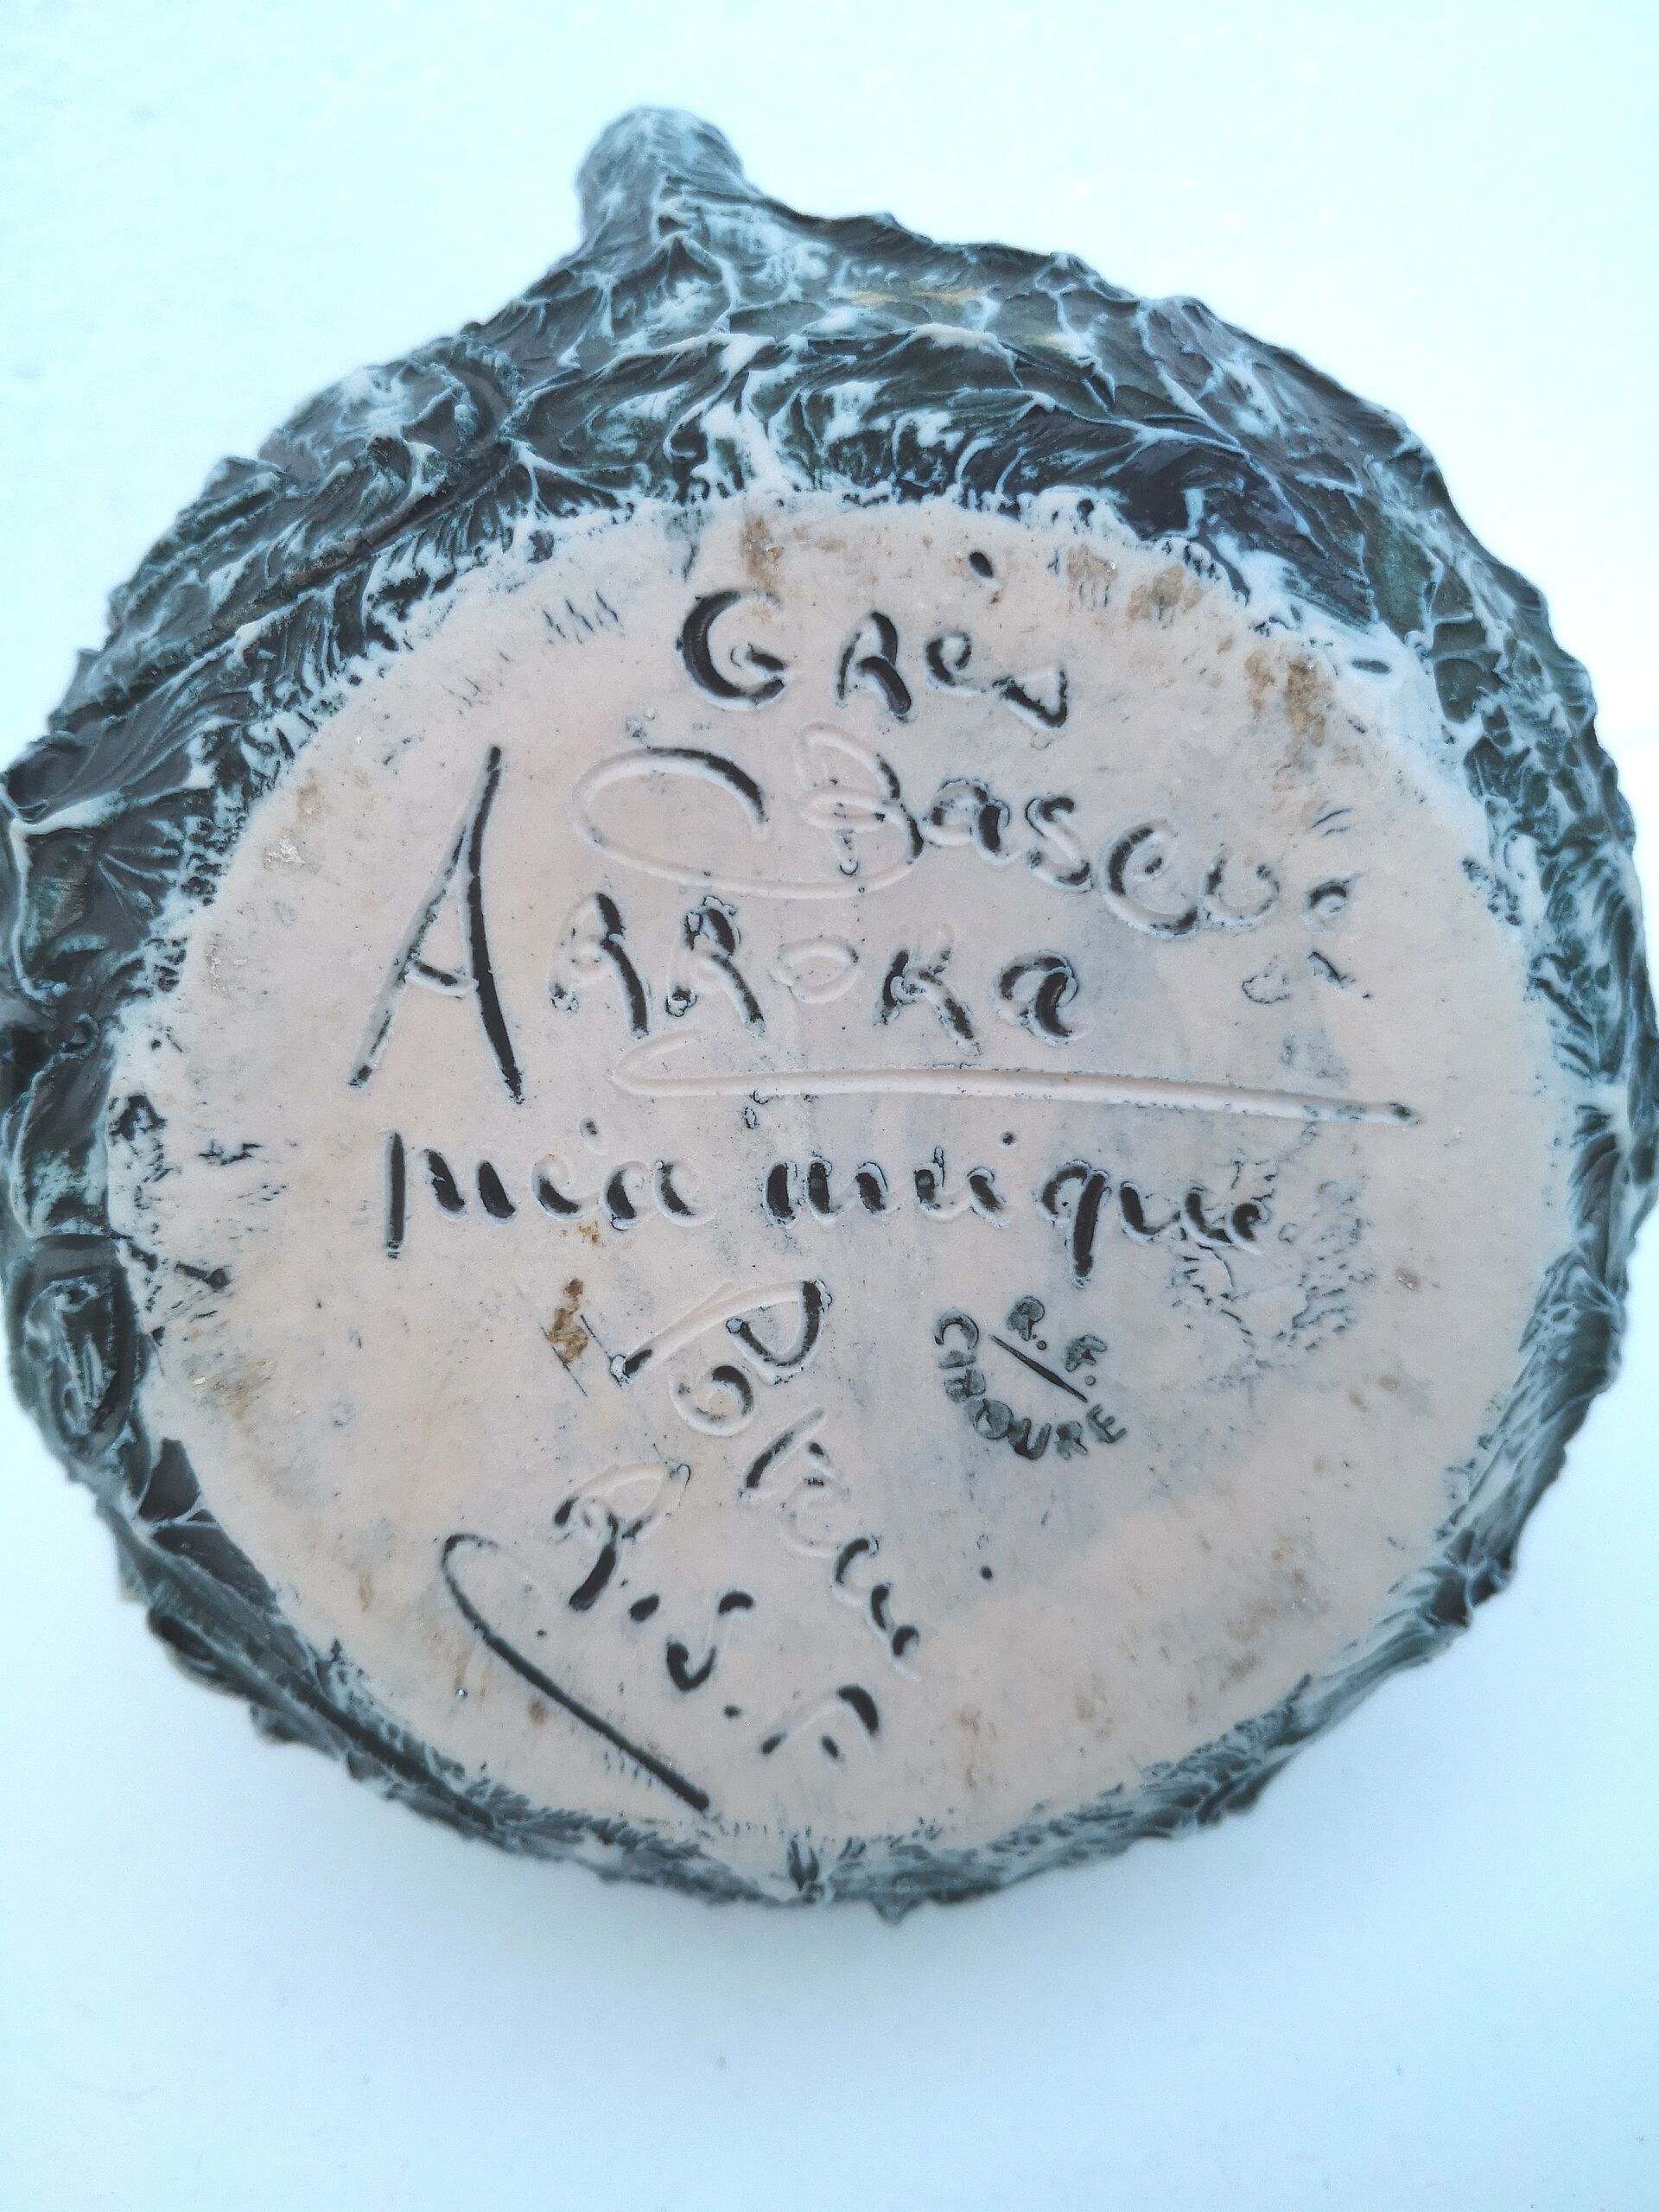 GRès
Basque
ARROKa
pièce unique
R.F.
CIBOURE